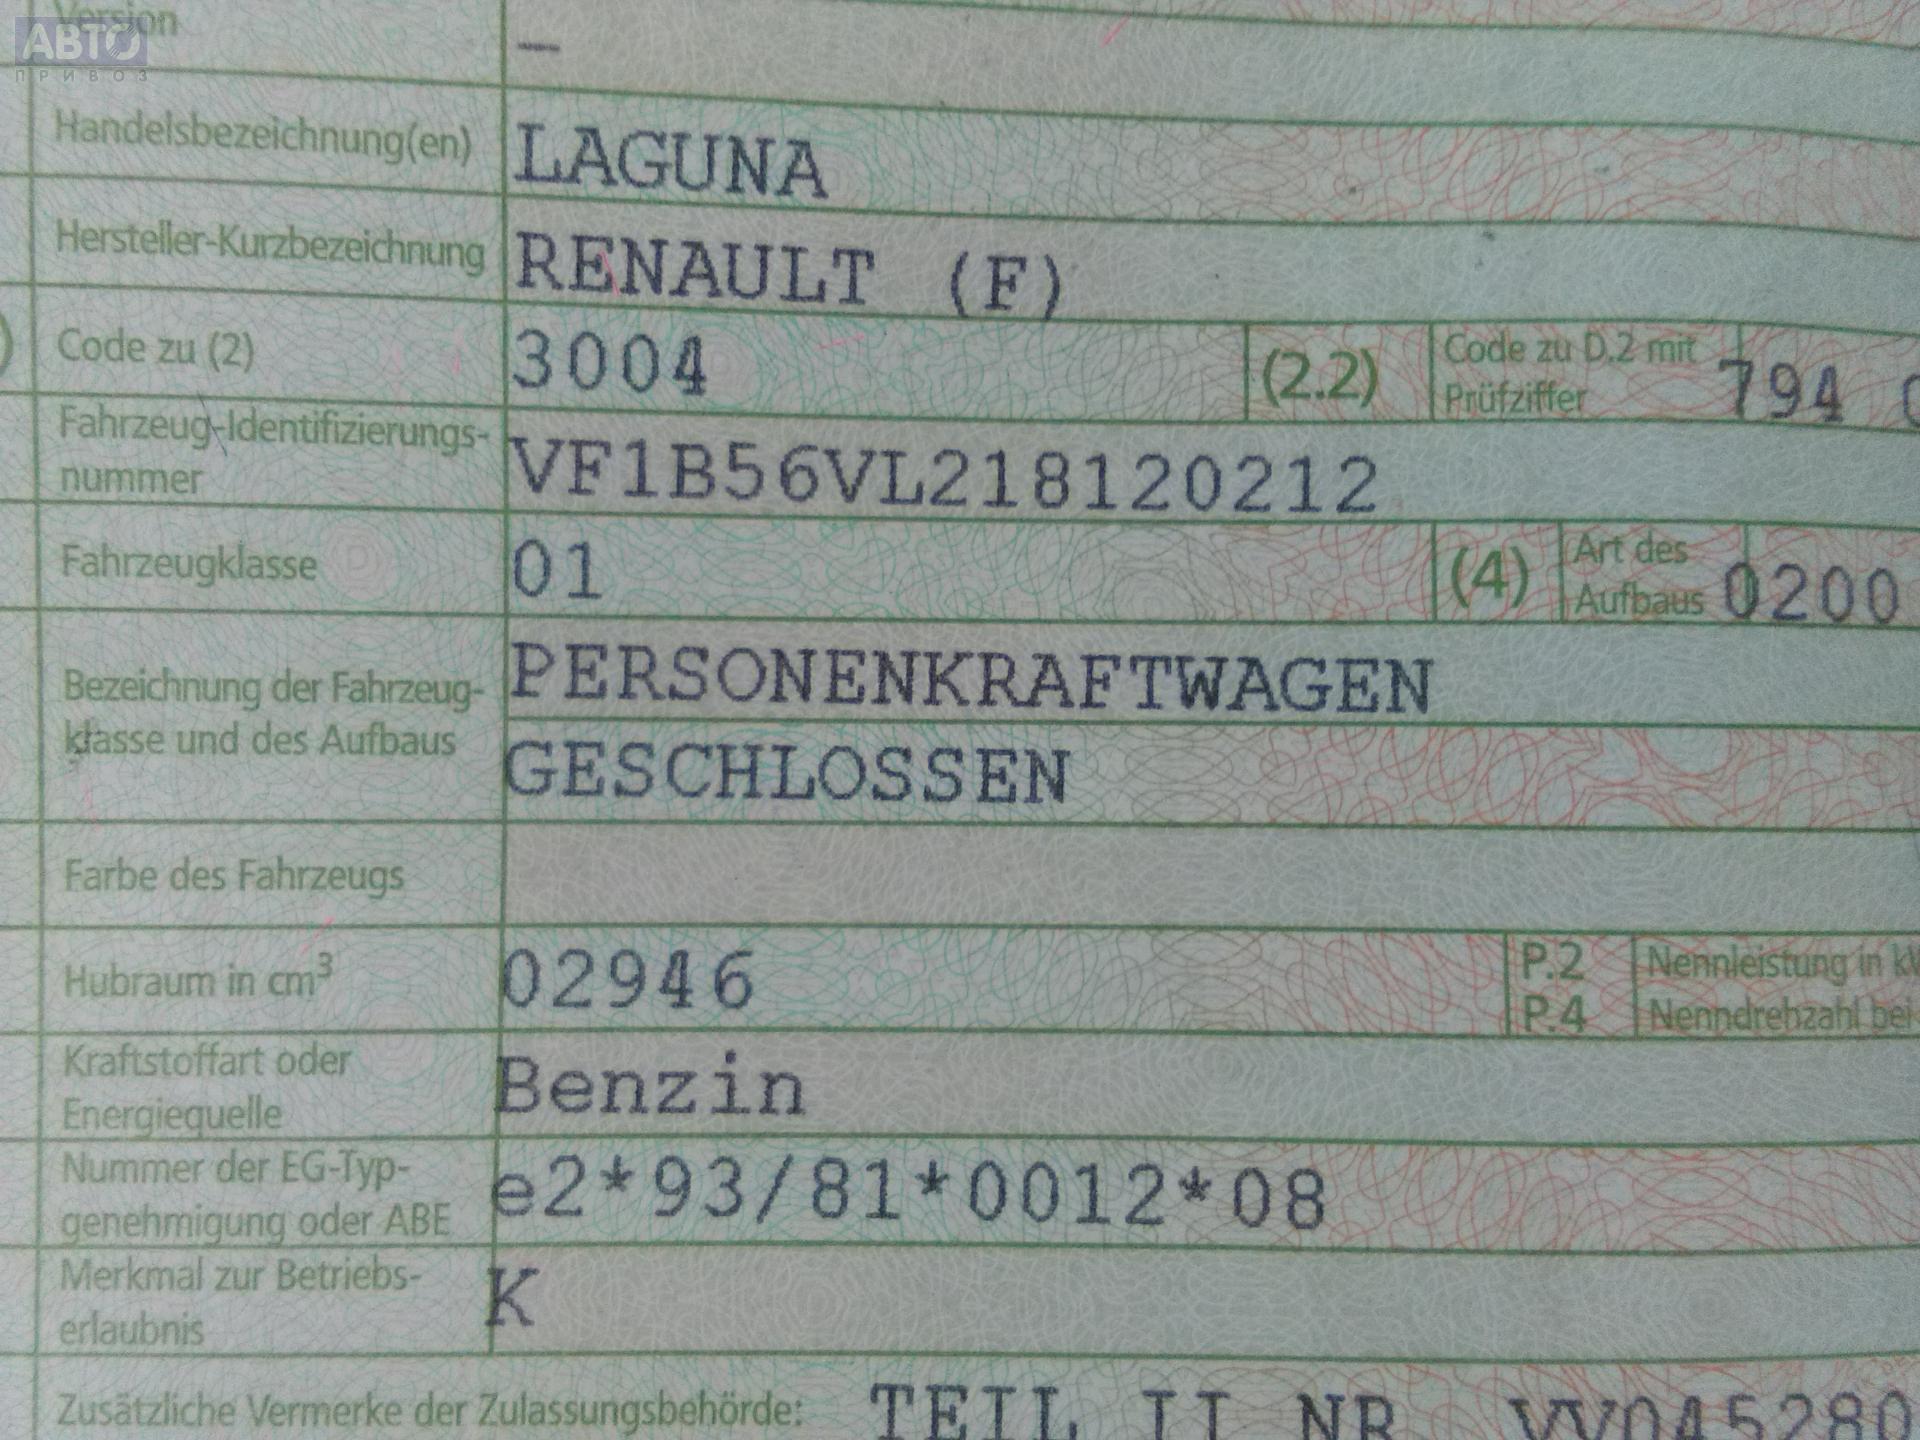 Version
АВТО
ПРИВОЗ
–
Handelsbezeichnung(en) LAGUNA
Hersteller-Kurzbezeichnung RENAULT (F)
Code zu (2) 3004 (2.2) Code zu D.2 mit
Prüfziffer 794
Fahrzeug-Identifizierungs-
nummer VF1B56VL218120212
Fahrzeugklasse 01 (4) Art des
Aufbaus 0200
Bezeichnung der Fahrzeug-
klasse und des Aufbaus
PERSONENKRAFTWAGEN
GESCHLOSSEN
Farbe des Fahrzeugs
Hubraum in cm³ 02946 P.2 Nennleistung in
P.4 Nenndrehzahl bei
Kraftstoffart oder
Energiequelle Benzin
Nummer der EG-Typ-
genehmigung oder ABE e2*93/81*0012*08
Merkmal zur Betriebs-
erlaubnis K
Zusätzliche Vermerke der Zulassungsbehörde: TEIL II NR VV045280